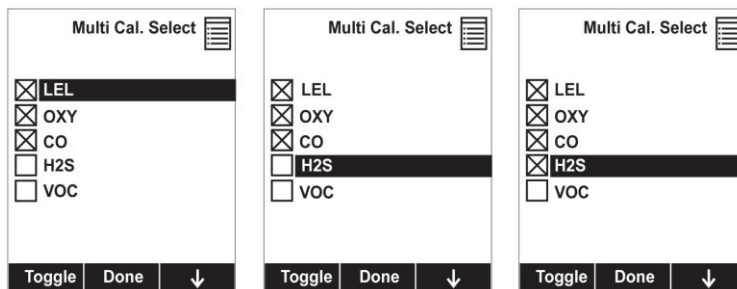 Multi Cal. Select
LEL
OXY
CO
H2S
VOC
Toggle Done ↓
Multi Cal. Select
LEL
OXY
CO
H2S
VOC
Toggle Done ↓
Multi Cal. Select
LEL
OXY
CO
H2S
VOC
Toggle Done ↓